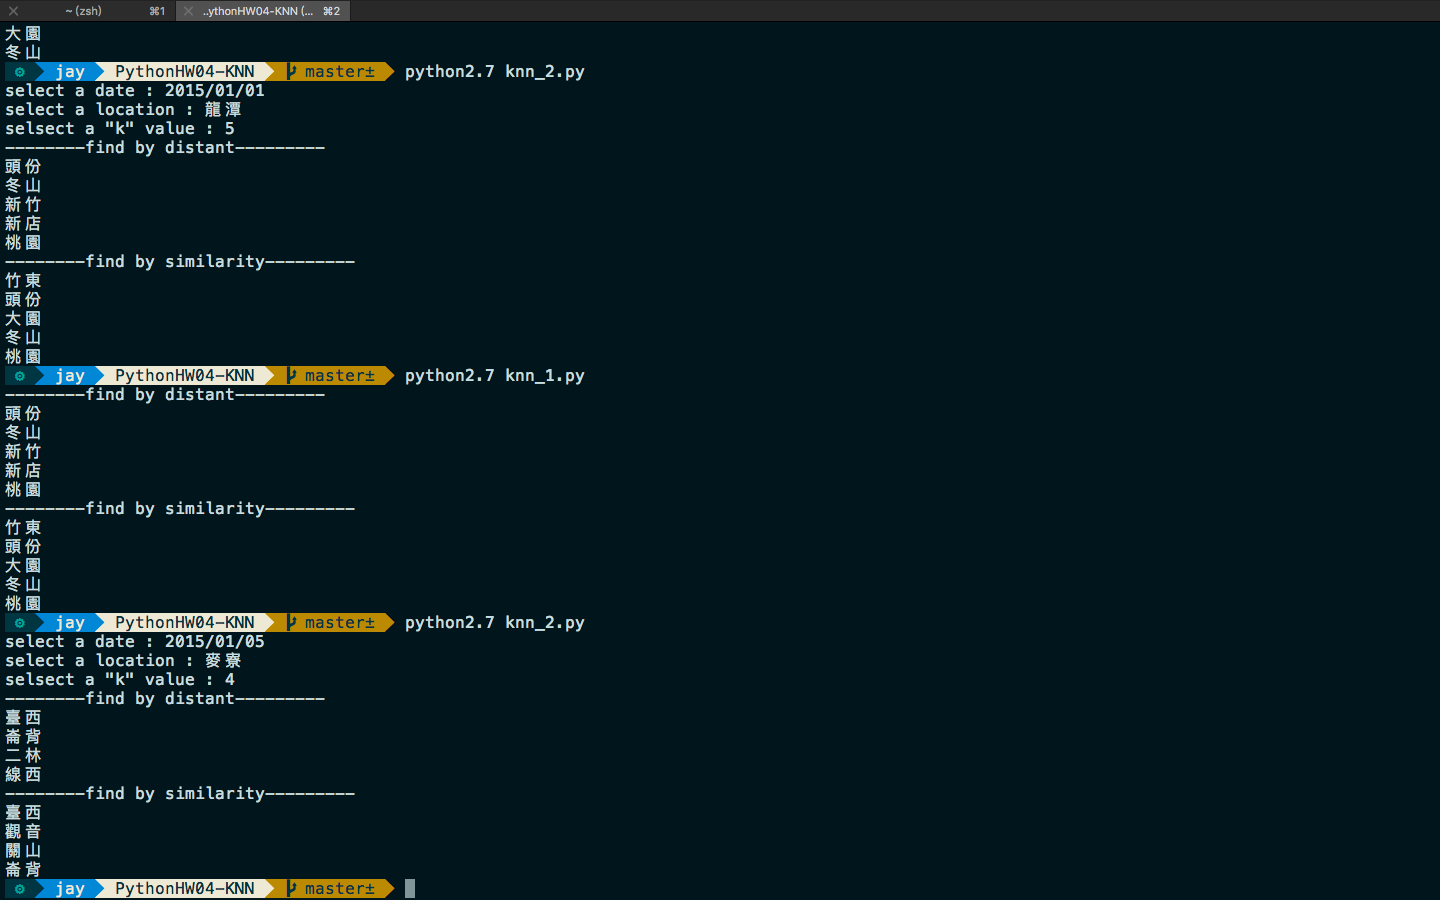 ~ (zsh) ⌘1 ..ythonHW04-KNN (... ⌘2
大園
冬山
jay PythonHW04-KNN master± python2.7 knn_2.py
select a date : 2015/01/01
select a location : 龍潭
selsect a "k" value : 5
--------find by distant---------
頭份
冬山
新竹
新店
桃園
--------find by similarity---------
竹東
頭份
大園
冬山
桃園
jay PythonHW04-KNN master± python2.7 knn_1.py
--------find by distant---------
頭份
冬山
新竹
新店
桃園
--------find by similarity---------
竹東
頭份
大園
冬山
桃園
jay PythonHW04-KNN master± python2.7 knn_2.py
select a date : 2015/01/05
select a location : 麥寮
selsect a "k" value : 4
--------find by distant---------
臺西
崙背
二林
線西
--------find by similarity---------
臺西
觀音
關山
崙背
jay PythonHW04-KNN master±